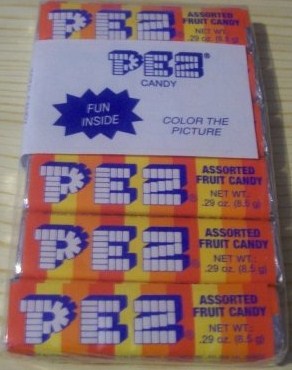 PEZ
ASSORTED
FRUIT CANDY
NET WT.
.29 oz. (8.5 g)
PEZ®
CANDY
FUN
INSIDE
COLOR THE
PICTURE
PEZ®
ASSORTED
FRUIT CANDY
NET WT.:
.29 oz. (8.5 g)
PEZ®
ASSORTED
FRUIT CANDY
NET WT.:
.29 oz. (8.5 g)
PEZ®
ASSORTED
FRUIT CANDY
NET WT.:
.29 oz. (8.5 g)